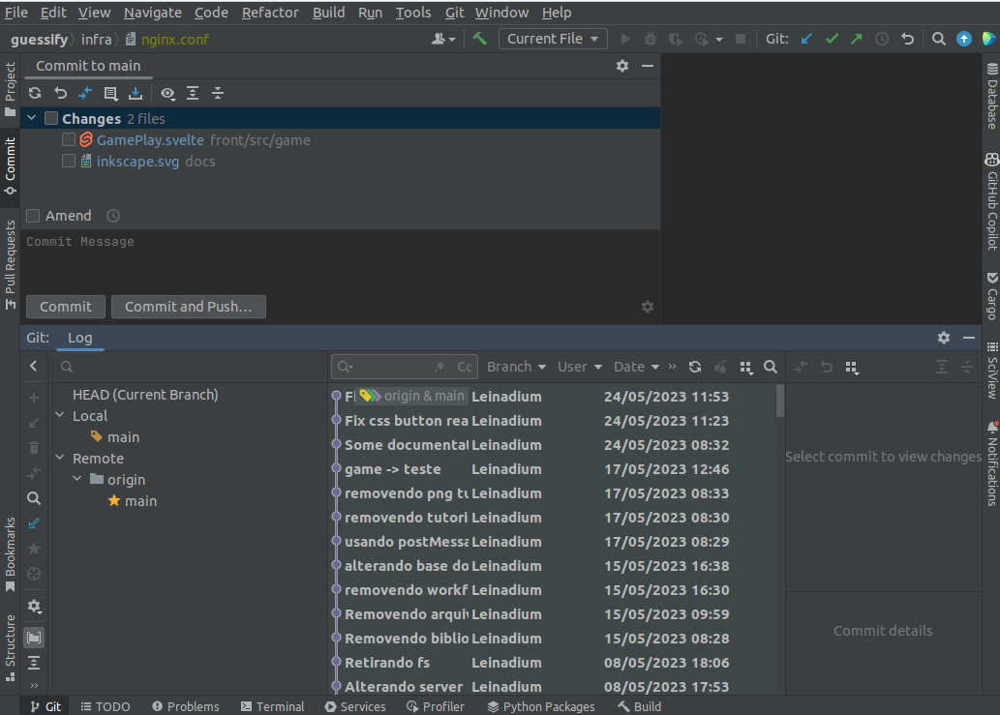 File Edit View Navigate Code Refactor Build Run Tools Git Window Help
guessify infra nginx.conf Current File Git:
Project
Commit
Pull Requests
Bookmarks
Structure
Commit to main
Changes 2 files
GamePlay.svelte front/src/game
inkscape.svg docs
Amend
Commit Message
Commit Commit and Push...
Database
GitHub Copilot
Cargo
SciView
Notifications
Git: Log
.* Cc Branch User Date »
HEAD (Current Branch)
Local
main
Remote
origin
main
»
Fi origin & main Leinadium 24/05/2023 11:53
Fix css button rea Leinadium 24/05/2023 11:23
Some documental Leinadium 24/05/2023 08:32
game -> teste Leinadium 17/05/2023 12:46
removendo png tu Leinadium 17/05/2023 08:33
removendo tutori Leinadium 17/05/2023 08:30
usando postMessa Leinadium 17/05/2023 08:29
alterando base do Leinadium 15/05/2023 16:38
removendo workf Leinadium 15/05/2023 16:30
Removendo arquiv Leinadium 15/05/2023 09:59
Removendo biblio Leinadium 15/05/2023 08:28
Retirando fs Leinadium 08/05/2023 18:06
Alterando server Leinadium 08/05/2023 17:53
Select commit to view changes
Commit details
Git TODO Problems Terminal Services Profiler Python Packages Build